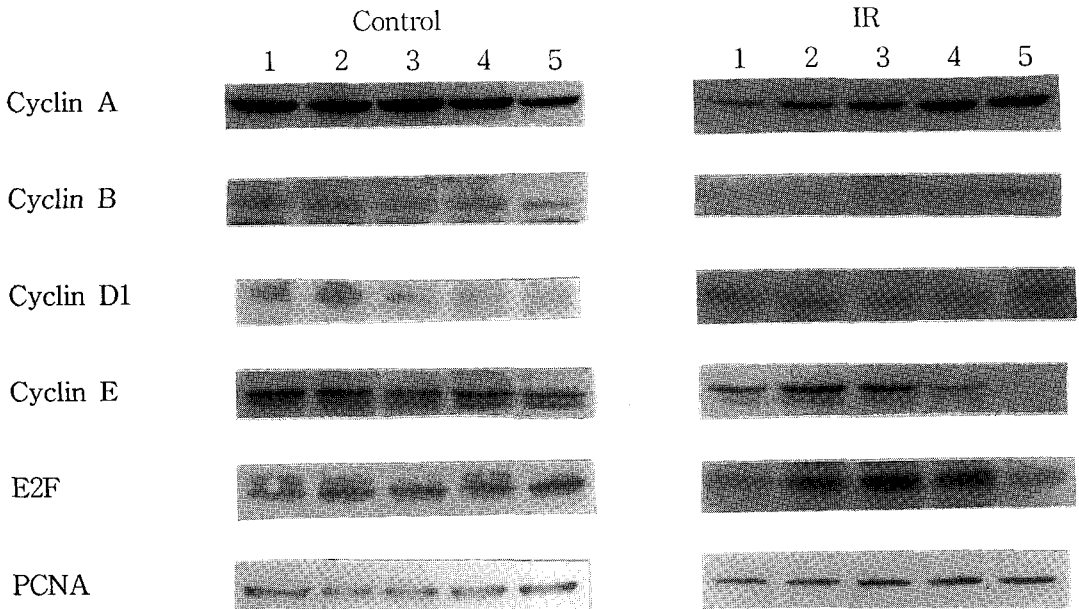 Control IR
1 2 3 4 5 1 2 3 4 5
Cyclin A
Cyclin B
Cyclin D1
Cyclin E
E2F
PCNA